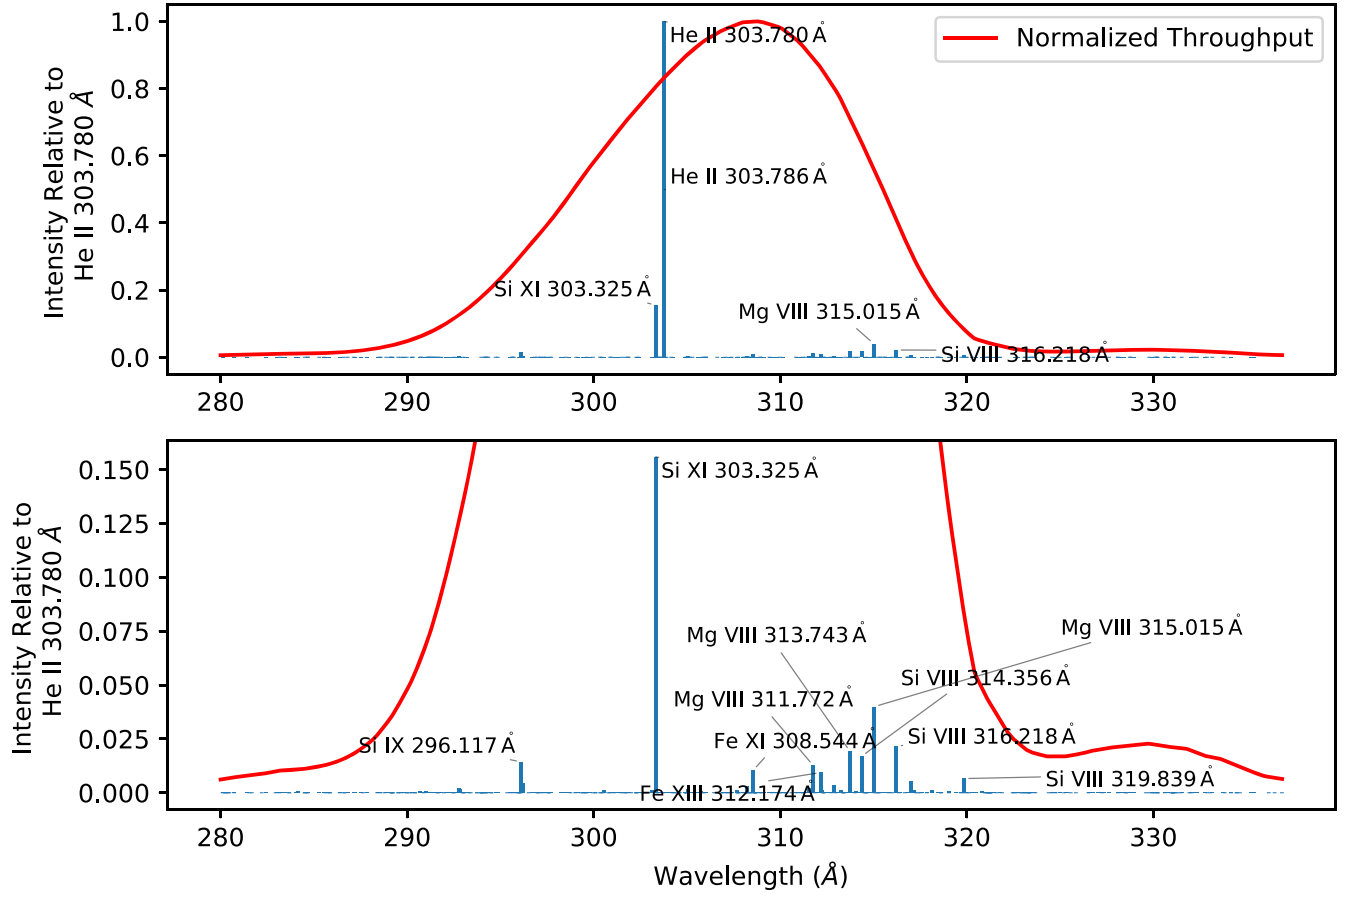 Normalized Throughput
Intensity Relative to
He II 303.780 Å
1.0
0.8
0.6
0.4
0.2
0.0
He II 303.780 Å
He II 303.786 Å
Si XI 303.325 Å
Mg VIII 315.015 Å
Si VIII 316.218 Å
280 290 300 310 320 330
Intensity Relative to
He II 303.780 Å
0.150
0.125
0.100
0.075
0.050
0.025
0.000
Si XI 303.325 Å
Mg VIII 313.743 Å
Mg VIII 315.015 Å
Si VIII 314.356 Å
Mg VIII 311.772 Å
Fe XI 308.544 Å
Si VIII 316.218 Å
Si IX 296.117 Å
Fe XIII 312.174 Å
Si VIII 319.839 Å
280 290 300 310 320 330
Wavelength (Å)